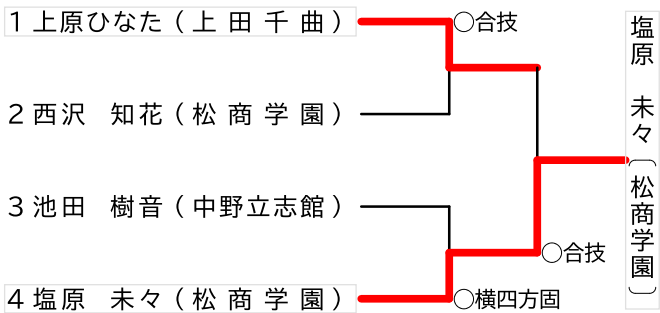 1 上原ひなた（上田千曲）
○合技
2 西沢　知花（松商学園）
3 池田　樹音（中野立志館）
○合技
4 塩原　未々（松商学園）
○横四方固
塩原　未々（松商学園）